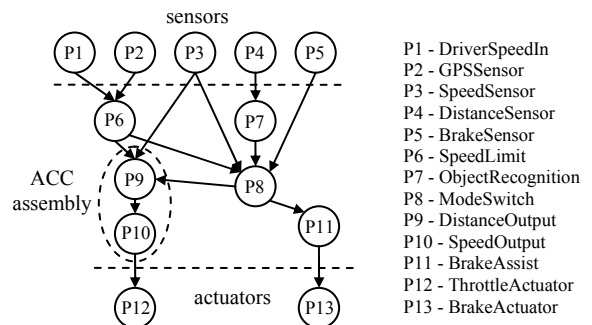 sensors
P1 P2 P3 P4 P5
P6 P7
ACC
assembly
P9 P8
P10 P11
actuators
P12 P13
P1 - DriverSpeedIn
P2 - GPSSensor
P3 - SpeedSensor
P4 - DistanceSensor
P5 - BrakeSensor
P6 - SpeedLimit
P7 - ObjectRecognition
P8 - ModeSwitch
P9 - DistanceOutput
P10 - SpeedOutput
P11 - BrakeAssist
P12 - ThrottleActuator
P13 - BrakeActuator